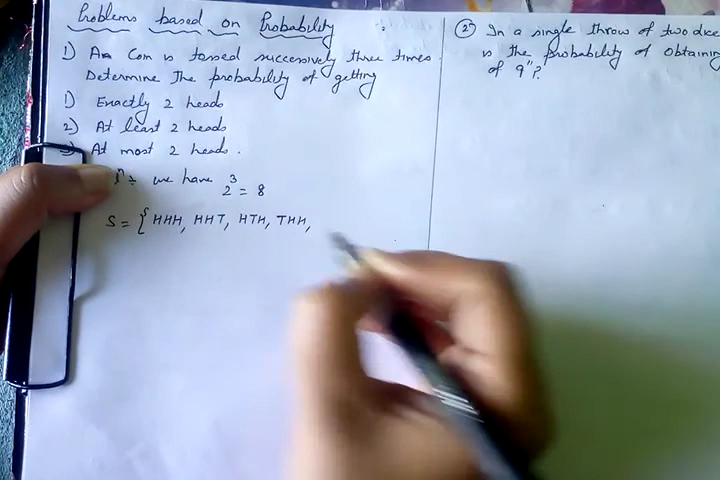 Problems based on Probability :
1) A Coin is tossed successively three times.
Determine The probability of getting
1) Exactly 2 heads
2) At least 2 heads
3) At most 2 heads.
we have 2³ = 8
S = { HHH, HHT, HTH, THH,
② In a single throw of two dice
is the probability of obtaining
of 9"?